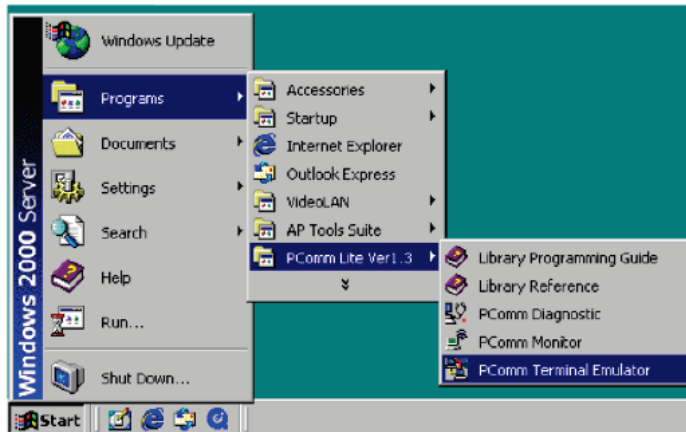 Windows 2000 Server
Windows Update
Programs
Documents
Settings
Search
Help
Run...
Shut Down...
Accessories
Startup
Internet Explorer
Outlook Express
VideoLAN
AP Tools Suite
PComm Lite Ver1.3
Library Programming Guide
Library Reference
PComm Diagnostic
PComm Monitor
PComm Terminal Emulator
Start